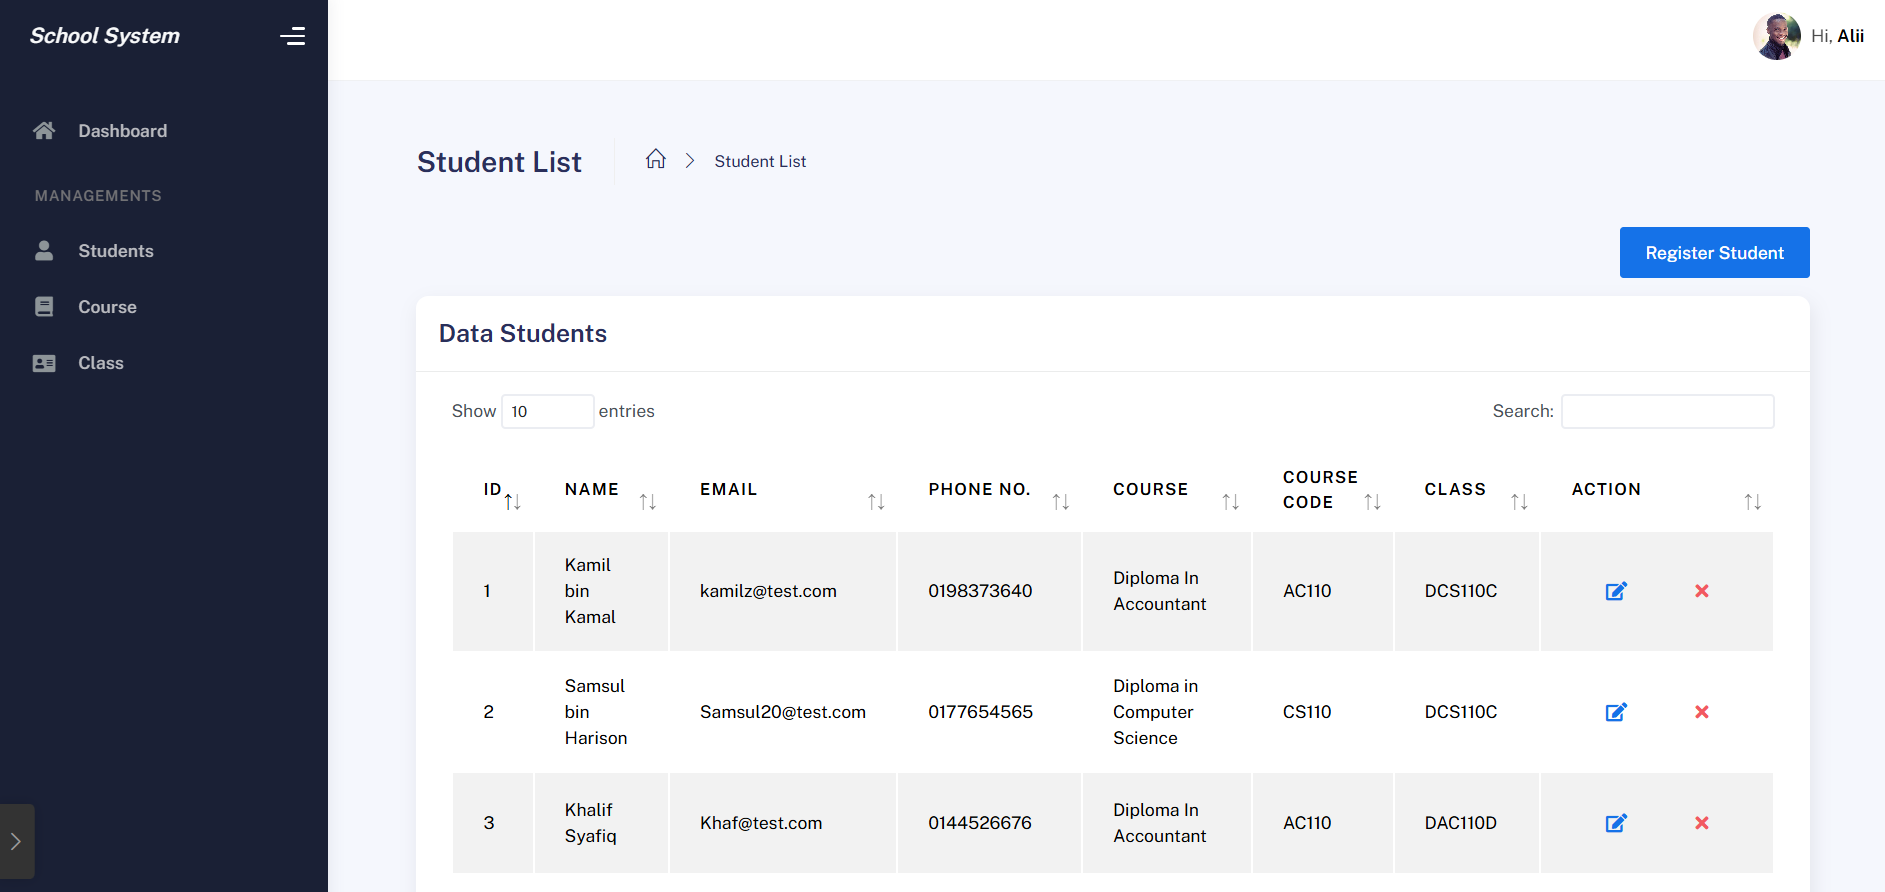 School System
Hi, Alii
Dashboard
MANAGEMENTS
Students
Course
Class
Student List
Student List
Register Student
Data Students
Show 10 entries
Search:
ID NAME EMAIL PHONE NO. COURSE COURSE CODE CLASS ACTION
1 Kamil bin Kamal kamilz@test.com 0198373640 Diploma In Accountant AC110 DCS110C
2 Samsul bin Harison Samsul20@test.com 0177654565 Diploma in Computer Science CS110 DCS110C
3 Khalif Syafiq Khaf@test.com 0144526676 Diploma In Accountant AC110 DAC110D